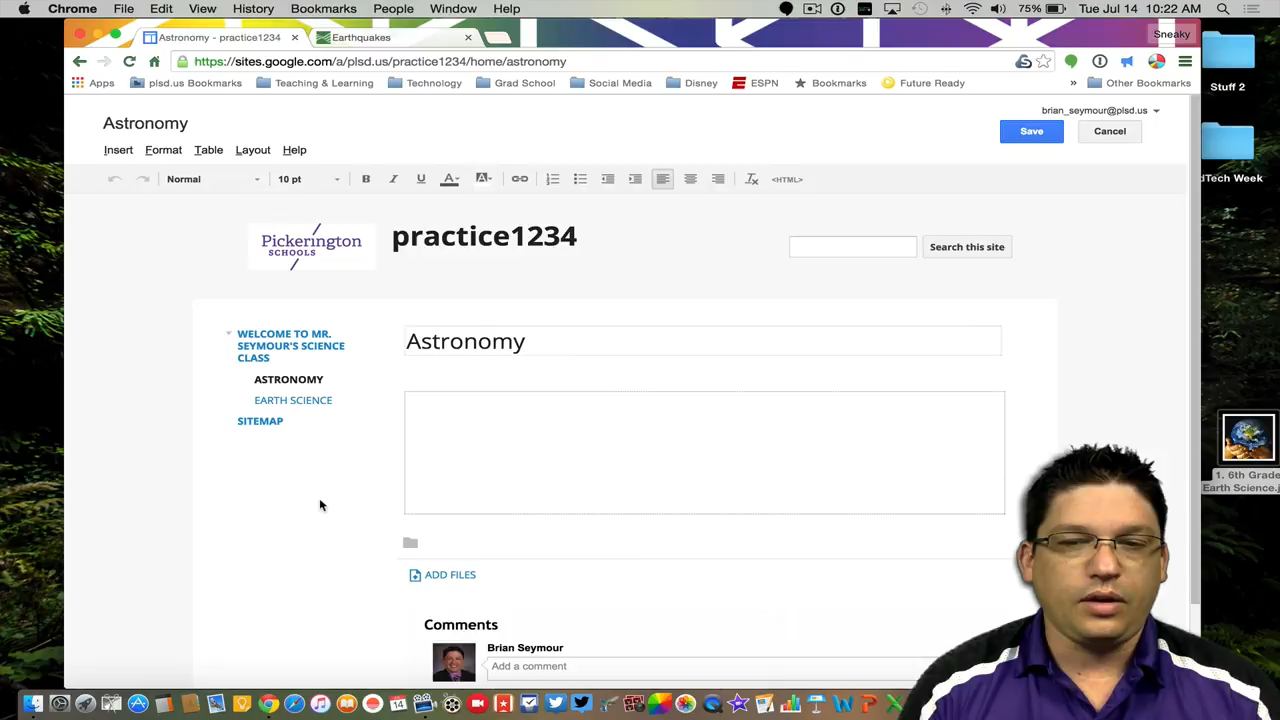 Chrome File Edit View History Bookmarks People Window Help 75% Tue Jul 14 10:22 AM
Astronomy - practice1234 Earthquakes Sneaky
https://sites.google.com/a/plsd.us/practice1234/home/astronomy
Apps plsd.us Bookmarks Teaching & Learning Technology Grad School Social Media Disney ESPN Bookmarks Future Ready » Other Bookmarks
Stuff 2
brian_seymour@plsd.us
Astronomy
Save Cancel
Insert Format Table Layout Help
Normal 10 pt B I U A A <HTML>
dTech Week
Pickerington
SCHOOLS
practice1234
Search this site
WELCOME TO MR.
SEYMOUR'S SCIENCE
CLASS
ASTRONOMY
EARTH SCIENCE
SITEMAP
Astronomy
1. 6th Grade
Earth Science.j
ADD FILES
Comments
Brian Seymour
Add a comment
14